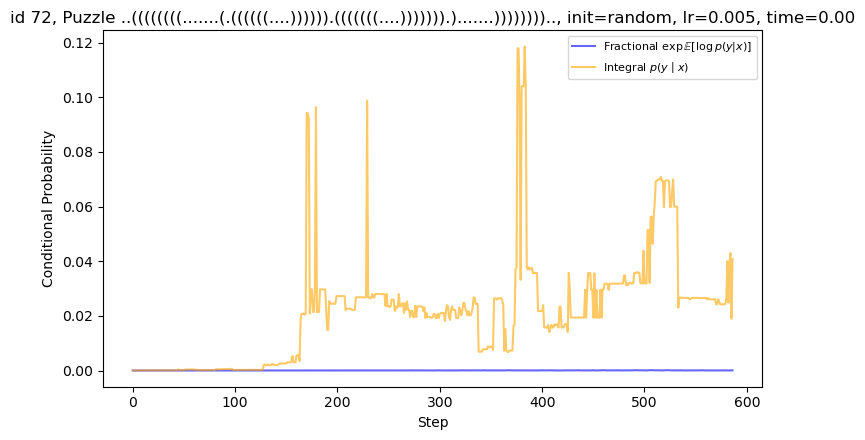 id 72, Puzzle ..((((((((.......(.((((((....)))))).(((((((....))))))).).......))))))))..​, init=random, lr=0.005, time=0.00
Fractional exp𝔼[log p(y|x)]
Integral p(y | x)
Conditional Probability
0.12
0.10
0.08
0.06
0.04
0.02
0.00
0 100 200 300 400 500 600
Step